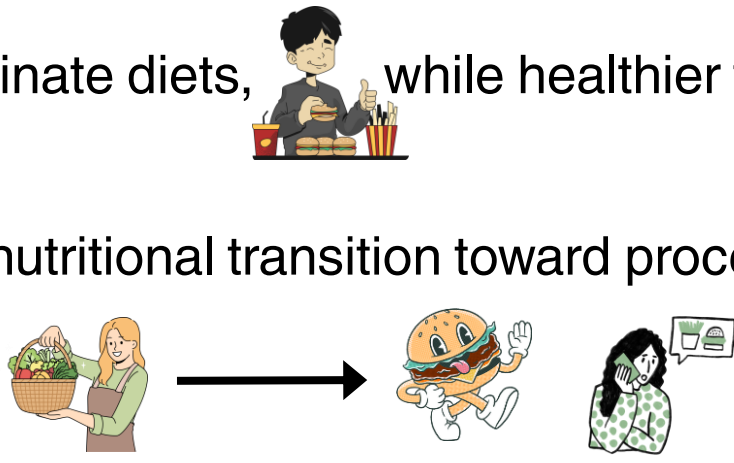 inate diets, while healthier
nutritional transition toward proce